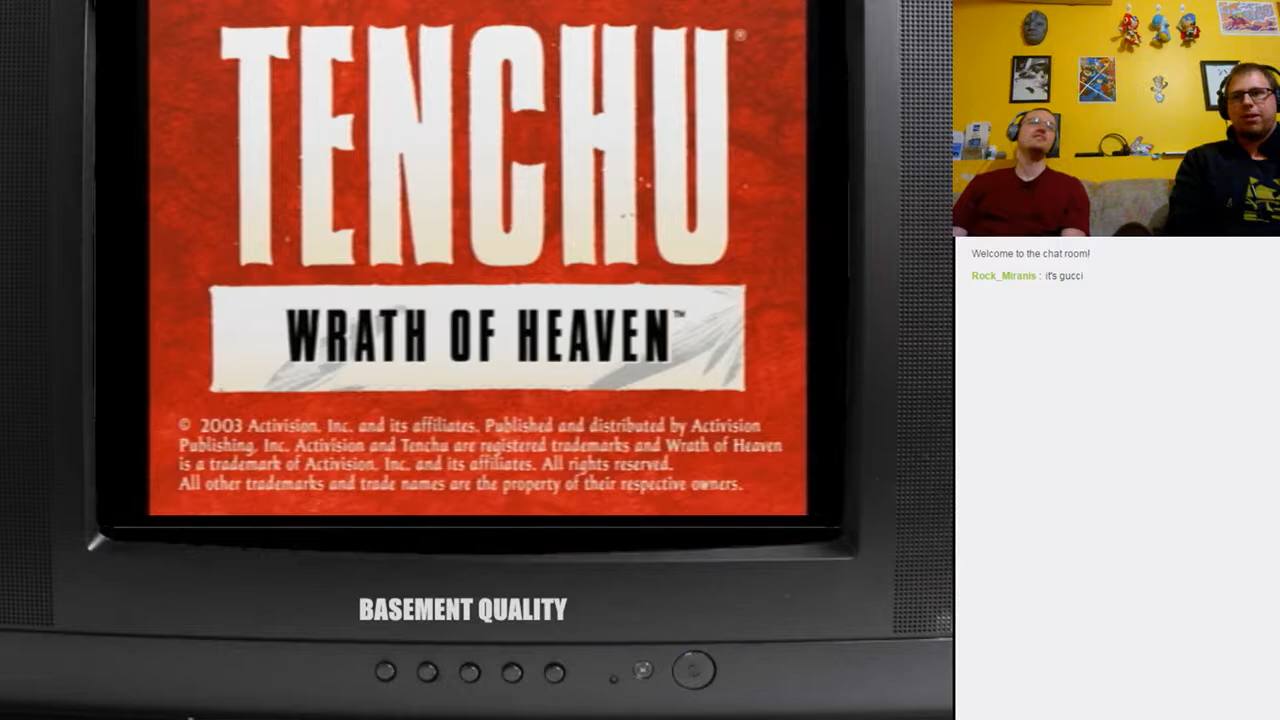 TENCHU®
WRATH OF HEAVEN™
© 2003 Activision, Inc. and its affiliates. Published and distributed by Activision
Publishing, Inc. Activision and Tenchu are registered trademarks and Wrath of Heaven
is a trademark of Activision, Inc. and its affiliates. All rights reserved.
All other trademarks and trade names are the property of their respective owners.
BASEMENT QUALITY
Welcome to the chat room!
Rock_Miranis : it's gucci